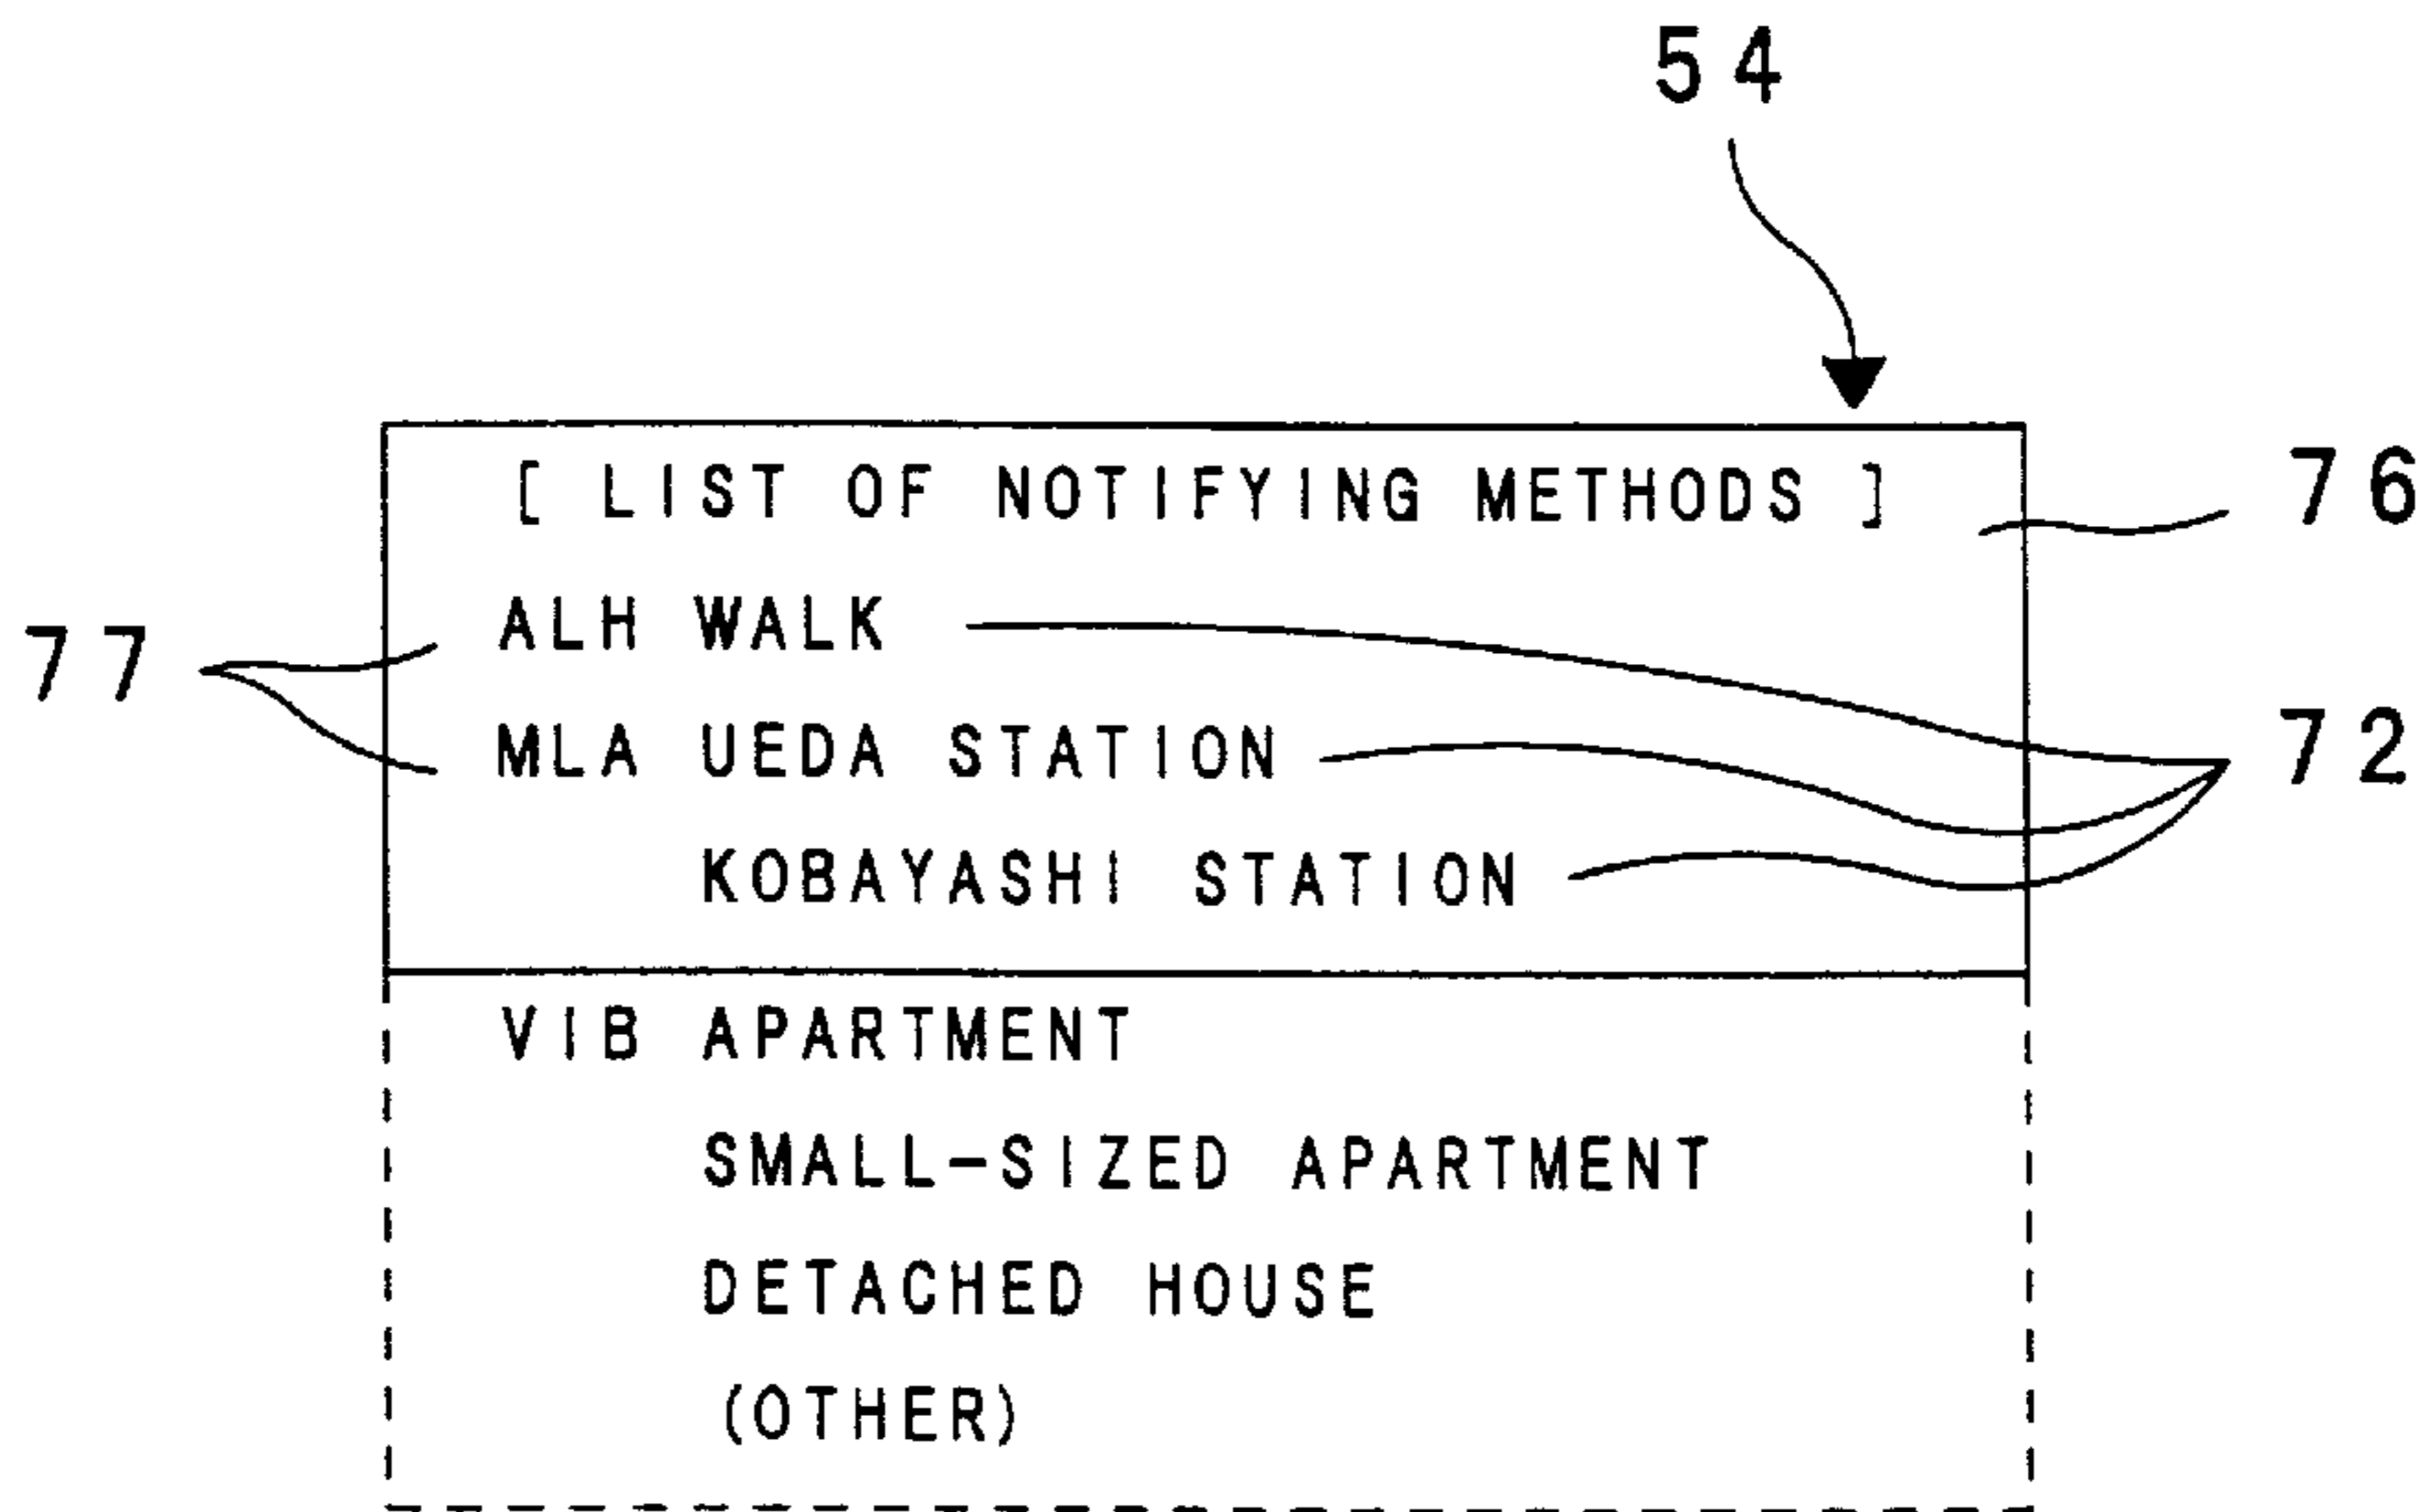 54
[ LIST OF NOTIFYING METHODS ]
76
ALH WALK
77
MLA UEDA STATION
72
KOBAYASHI STATION
VIB APARTMENT
SMALL-SIZED APARTMENT
DETACHED HOUSE
(OTHER)